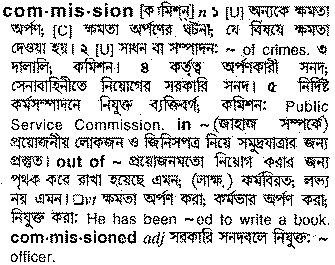 com·mis·sion [কমিশ্‌ন্] n ১ [U] অন্যকে ক্ষমতা
অর্পণ; [C] ক্ষমতা অর্পণের ঘটনা; যে বিষয়ে ক্ষমতা
দেওয়া হয়। ২ [U] সাধন বা সম্পাদন: ~ of crimes. ৩
দালালি; কমিশন। ৪ কর্তৃত্ব অর্পণকারী সনদ;
সেনাবাহিনীতে নিয়োগের সরকারি সনদ। ৫ নির্দিষ্ট
কর্মসম্পাদনে নিযুক্ত ব্যক্তিবর্গ, কমিশন: Public
Service Commission. in ~ (জাহাজ সম্পর্কে)
প্রয়োজনীয় লোকজন ও জিনিসপত্র নিয়ে সমুদ্রযাত্রার জন্য
প্রস্তুত। out of ~ প্রয়োজনমতো নিয়োগ করার জন্য
পৃথক করে রাখা হয়েছে এমন; (লাক্ষ.) কর্মবিরত; লভ্য
নয় এমন। □vt ক্ষমতা অর্পণ করা; কর্মভার অর্পণ করা;
নিযুক্ত করা: He has been ~ed to write a book.
com·mis·sioned adj সরকারি সনদবলে নিযুক্ত: ~
officer.